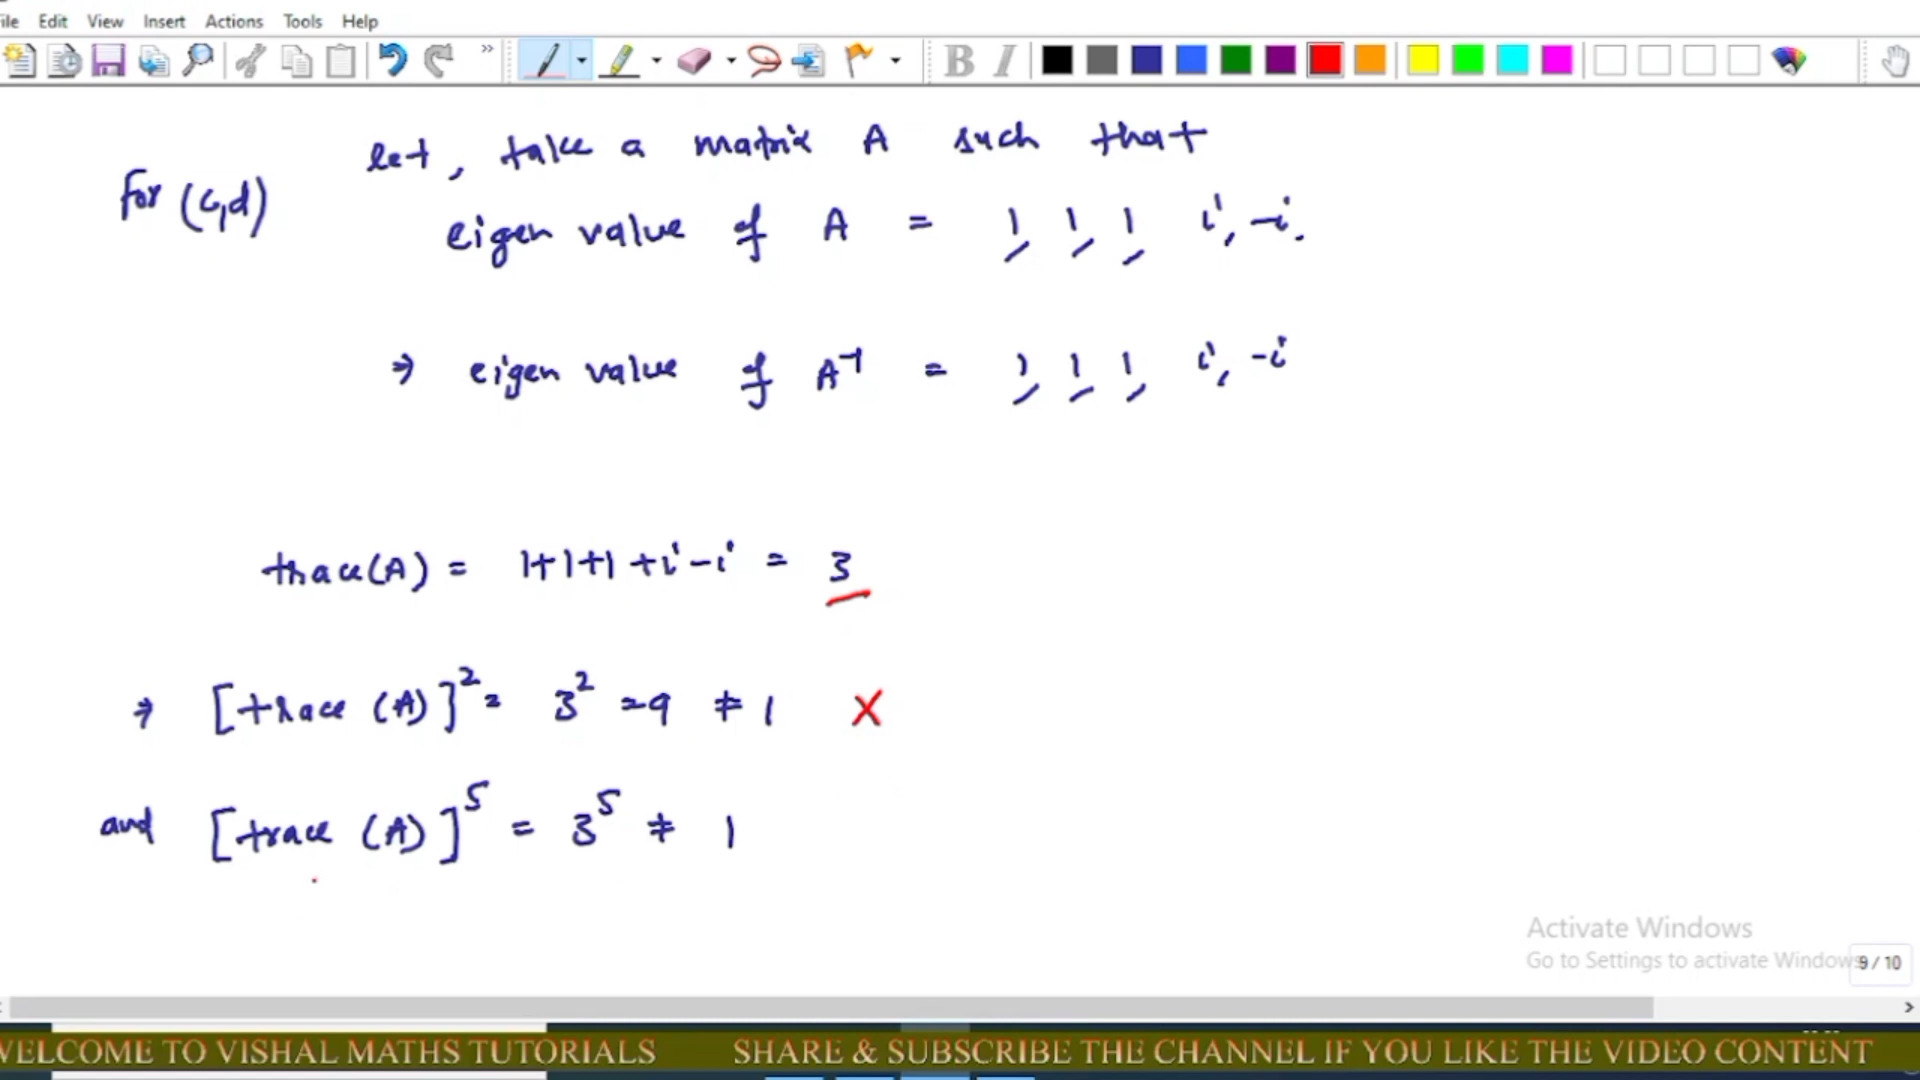 ile Edit View Insert Actions Tools Help
let, take a matrix A such that
for (c,d)
eigen value of A = 1, 1, 1, i, -i.
⇒ eigen value of A⁻¹ = 1, 1, 1, i, -i
trace(A) = 1+1+1+i-i = 3
⇒ [trace (A)]² = 3² = 9 ≠ 1 X
and [trace (A)]⁵ = 3⁵ ≠ 1
Activate Windows
Go to Settings to activate Windows
9 / 10
VELCOME TO VISHAL MATHS TUTORIALS SHARE & SUBSCRIBE THE CHANNEL IF YOU LIKE THE VIDEO CONTENT